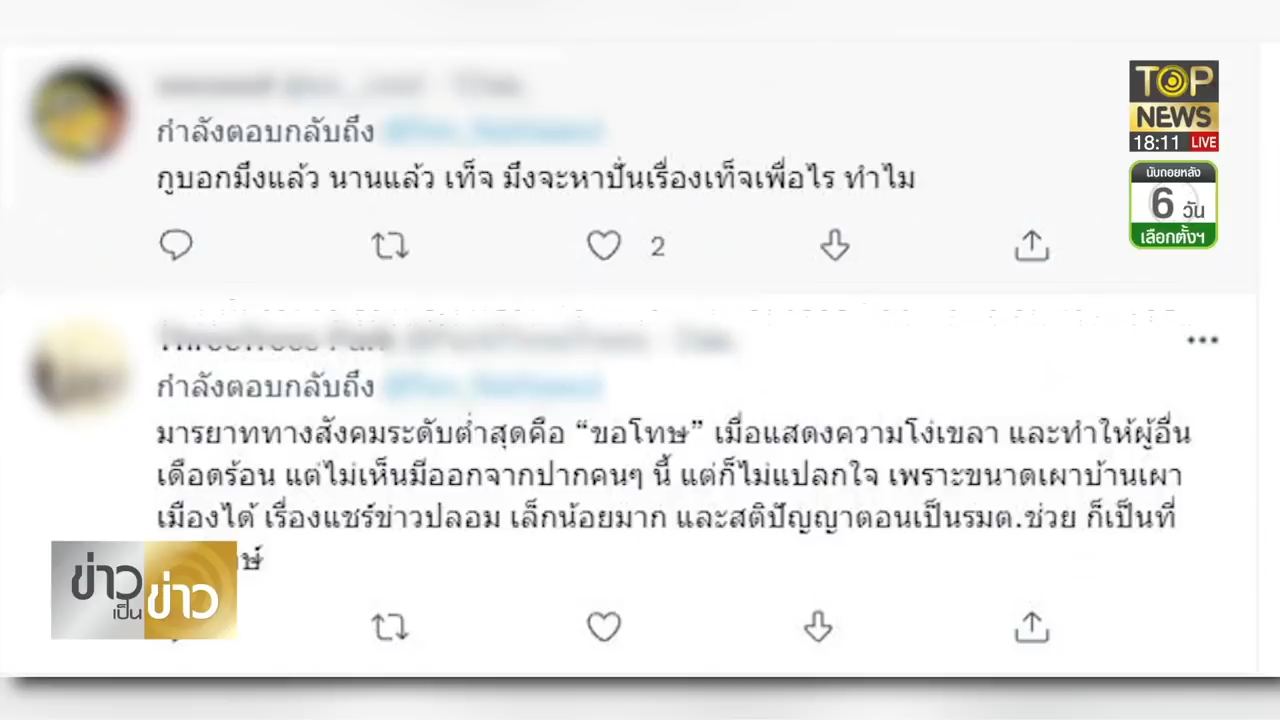 กำลังตอบกลับถึง
กูบอกมึงแล้ว นานแล้ว เท็จ มึงจะหาปั่นเรื่องเท็จเพื่อไร ทำไม
2
TOP
NEWS
18:11 LIVE
นับถอยหลัง
6 วัน
เลือกตั้งฯ
กำลังตอบกลับถึง
มารยาททางสังคมระดับต่ำสุดคือ “ขอโทษ” เมื่อแสดงความโง่เขลา และทำให้ผู้อื่น
เดือดร้อน แต่ไม่เห็นมีออกจากปากคนๆ นี้ แต่ก็ไม่แปลกใจ เพราะขนาดเผาบ้านเผา
เมืองได้ เรื่องแชร์ข่าวปลอม เล็กน้อยมาก และสติปัญญาตอนเป็นรมต.ช่วย ก็เป็นที่
ข่าว
เป็น
ข่าว